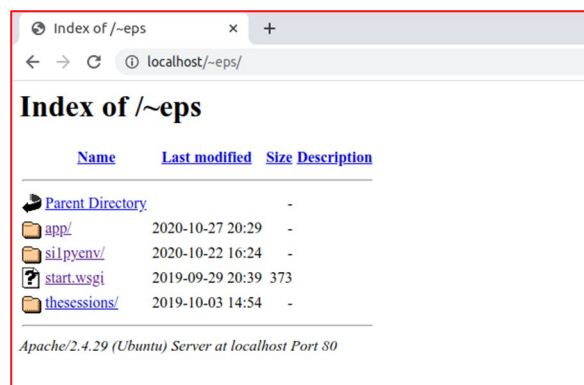 Index of /~eps
localhost/~eps/
Index of /~eps
Name Last modified Size Description
Parent Directory -
app/ 2020-10-27 20:29 -
si1pyenv/ 2020-10-22 16:24 -
start.wsgi 2019-09-29 20:39 373
thesessions/ 2019-10-03 14:54 -
Apache/2.4.29 (Ubuntu) Server at localhost Port 80